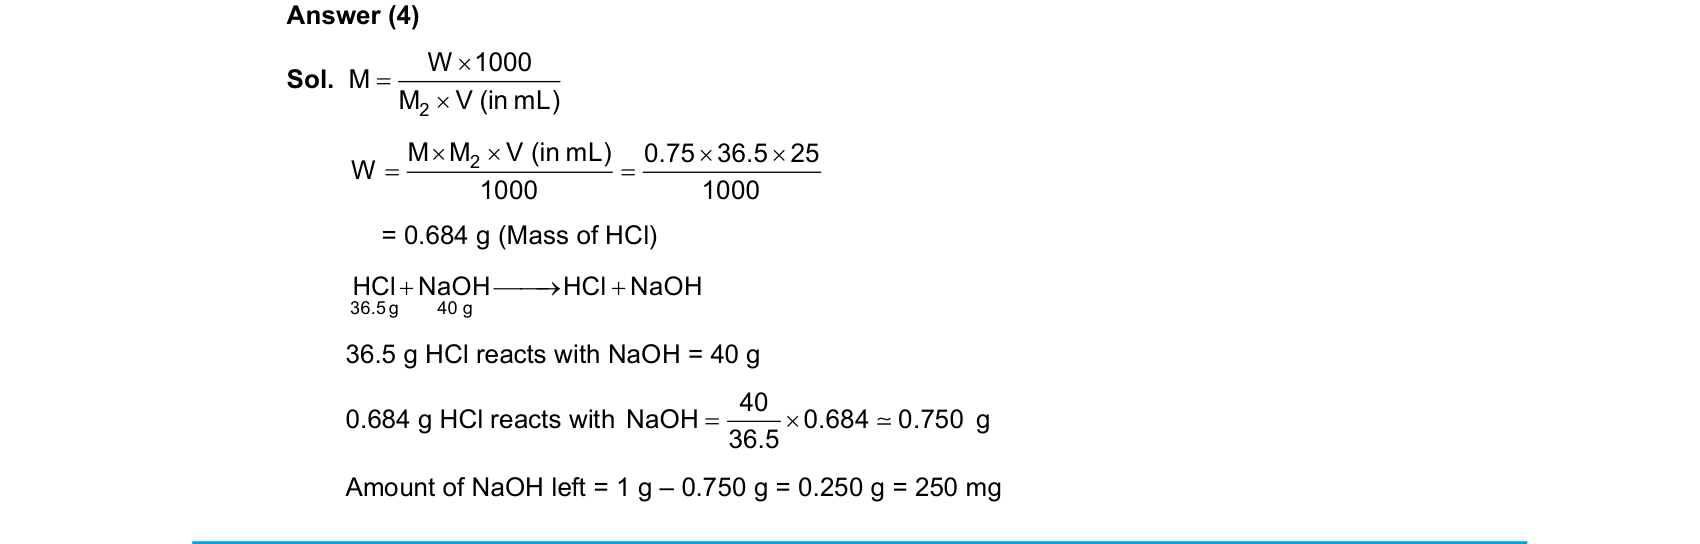 Answer (4)
Sol. M = W × 1000 / M₂ × V (in mL)
W = M × M₂ × V (in mL) / 1000 = 0.75 × 36.5 × 25 / 1000
= 0.684 g (Mass of HCl)
HCl + NaOH ⟶ HCl + NaOH
36.5 g 40 g
36.5 g HCl reacts with NaOH = 40 g
0.684 g HCl reacts with NaOH = 40 / 36.5 × 0.684 ≃ 0.750 g
Amount of NaOH left = 1 g – 0.750 g = 0.250 g = 250 mg